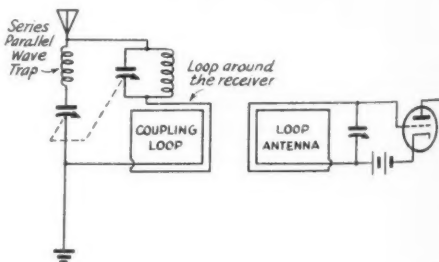 Series
Parallel
Wave
Trap
Loop around
the receiver
COUPLING
LOOP
LOOP
ANTENNA